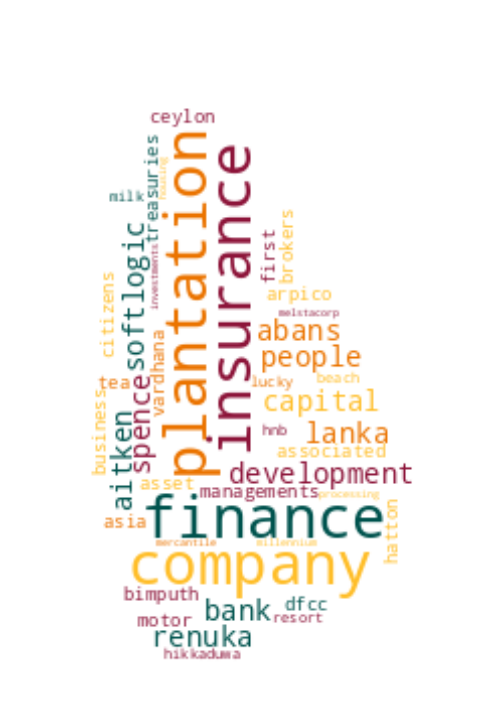 ceylon
plantation
insurance
treasuries
housing
milk
softlogic
investments
first
brokers
citizens
arpico
melstacorp
abans
people
vardhana
tea
spence
lucky
beach
capital
business
aitken
hnb
lanka
associated
development
asset
managements
processing
asia
finance
hatton
mercantile
millennium
company
bimputh
bank
dfcc
motor
resort
renuka
hikkaduwa